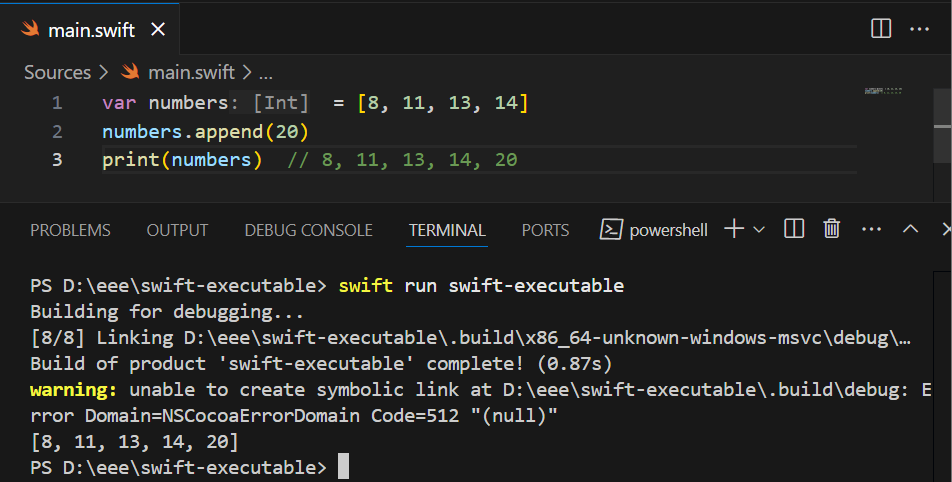 main.swift
Sources > main.swift > ...
1 var numbers: [Int] = [8, 11, 13, 14]
2 numbers.append(20)
3 print(numbers) // 8, 11, 13, 14, 20
PROBLEMS OUTPUT DEBUG CONSOLE TERMINAL PORTS powershell
PS D:\eee\swift-executable> swift run swift-executable
Building for debugging...
[8/8] Linking D:\eee\swift-executable\.build\x86_64-unknown-windows-msvc\debug\…
Build of product 'swift-executable' complete! (0.87s)
warning: unable to create symbolic link at D:\eee\swift-executable\.build\debug: E
rror Domain=NSCocoaErrorDomain Code=512 "(null)"
[8, 11, 13, 14, 20]
PS D:\eee\swift-executable>